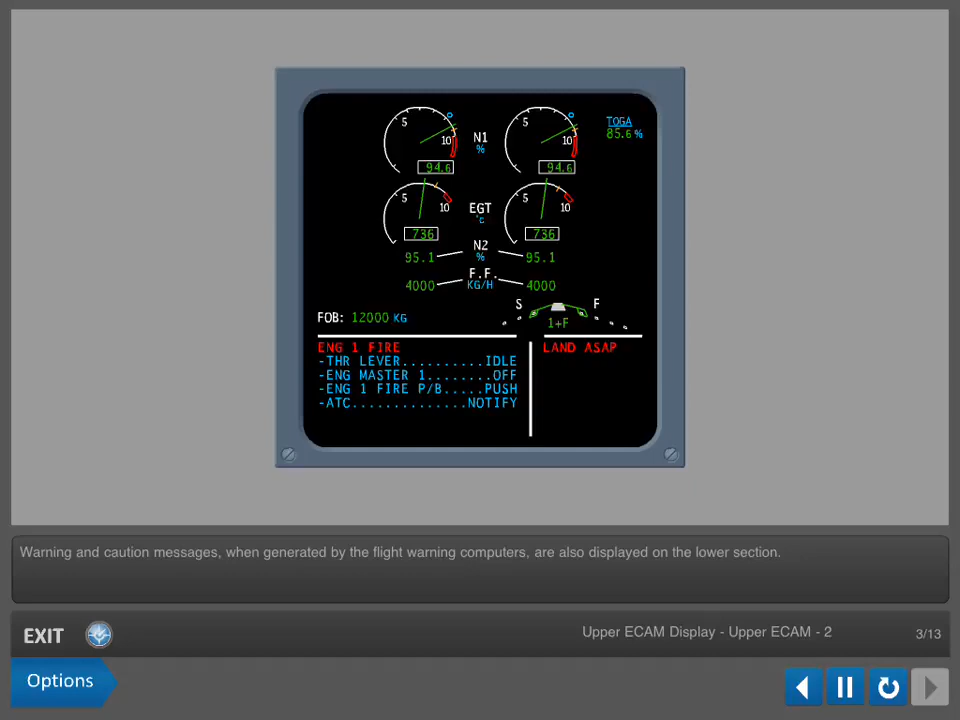 5 10 N1 % 5 10 TOGA
94.6 94.6 85.6 %
5 10 EGT °c 5 10
736 736
95.1 N2 % 95.1
4000 F.F. KG/H 4000
S F
FOB: 12000 KG 1+F
ENG 1 FIRE
-THR LEVER..........IDLE
-ENG MASTER 1........OFF
-ENG 1 FIRE P/B.....PUSH
-ATC..............NOTIFY
LAND ASAP
Warning and caution messages, when generated by the flight warning computers, are also displayed on the lower section.
EXIT
Upper ECAM Display - Upper ECAM - 2
3/13
Options